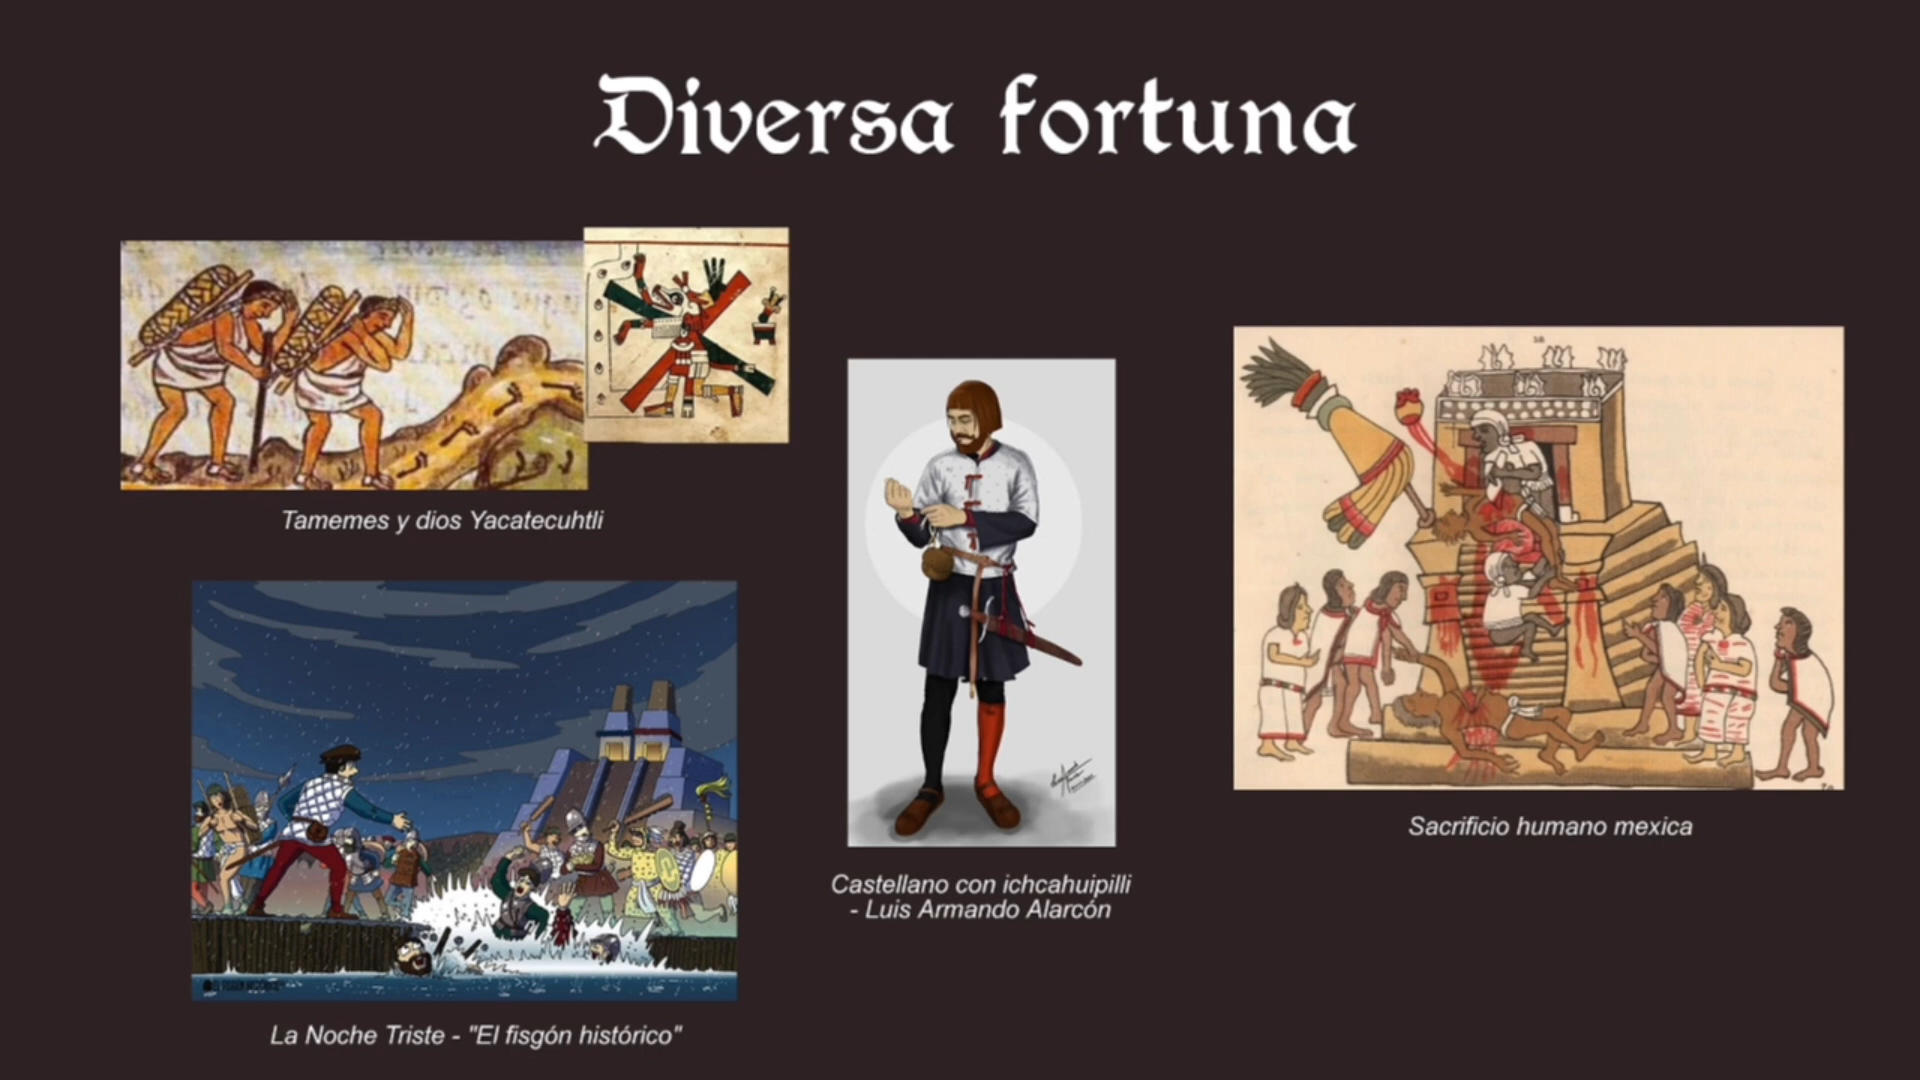 Diversa fortuna
Tamemes y dios Yacatecuhtli
La Noche Triste - "El fisgón histórico"
Castellano con ichcahuipilli
- Luis Armando Alarcón
Sacrificio humano mexica